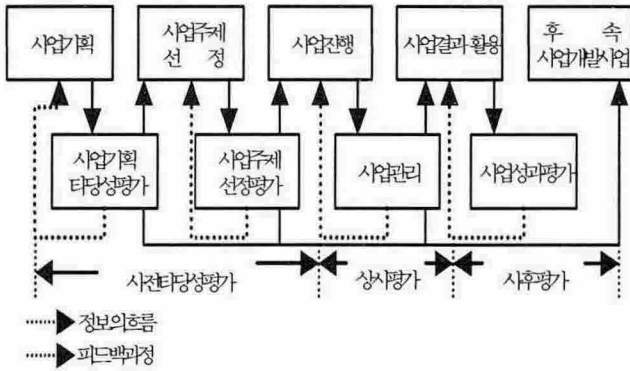 사업기획
사업주제
선 정
사업진행
사업결과 활용
후 속
사업개발사업
사업기획
타당성평가
사업주제
선정평가
사업관리
사업성과평가
사전타당성평가
상시평가
사후평가
정보의흐름
피드백과정